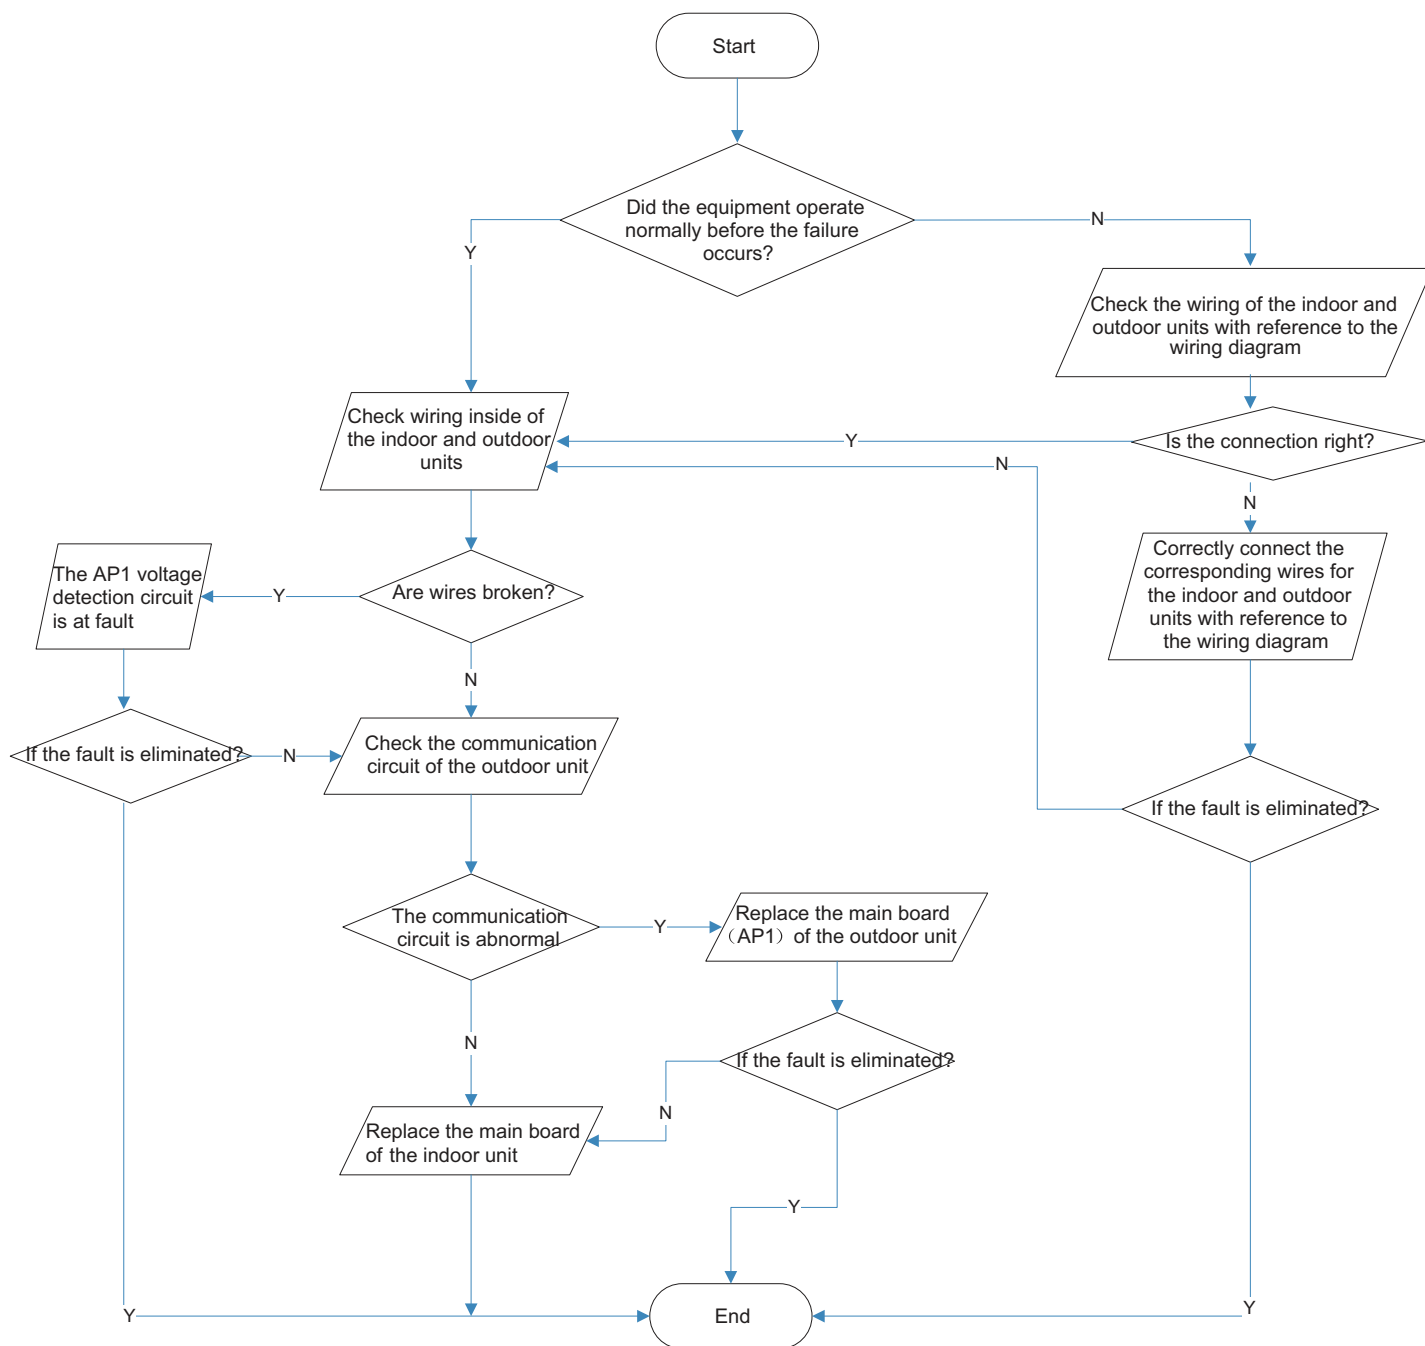 Start
Did the equipment operate
normally before the failure
occurs?
Y
N
Check the wiring of the indoor and
outdoor units with reference to the
wiring diagram
Check wiring inside of
the indoor and outdoor
units
Y
Is the connection right?
N
N
Correctly connect the
corresponding wires for
the indoor and outdoor
units with reference to
the wiring diagram
The AP1 voltage
detection circuit
is at fault
Y
Are wires broken?
N
If the fault is eliminated?
N
Check the communication
circuit of the outdoor unit
If the fault is eliminated?
The communication
circuit is abnormal
Y
Replace the main board
（AP1）of the outdoor unit
N
If the fault is eliminated?
N
Replace the main board
of the indoor unit
Y
Y
End
Y